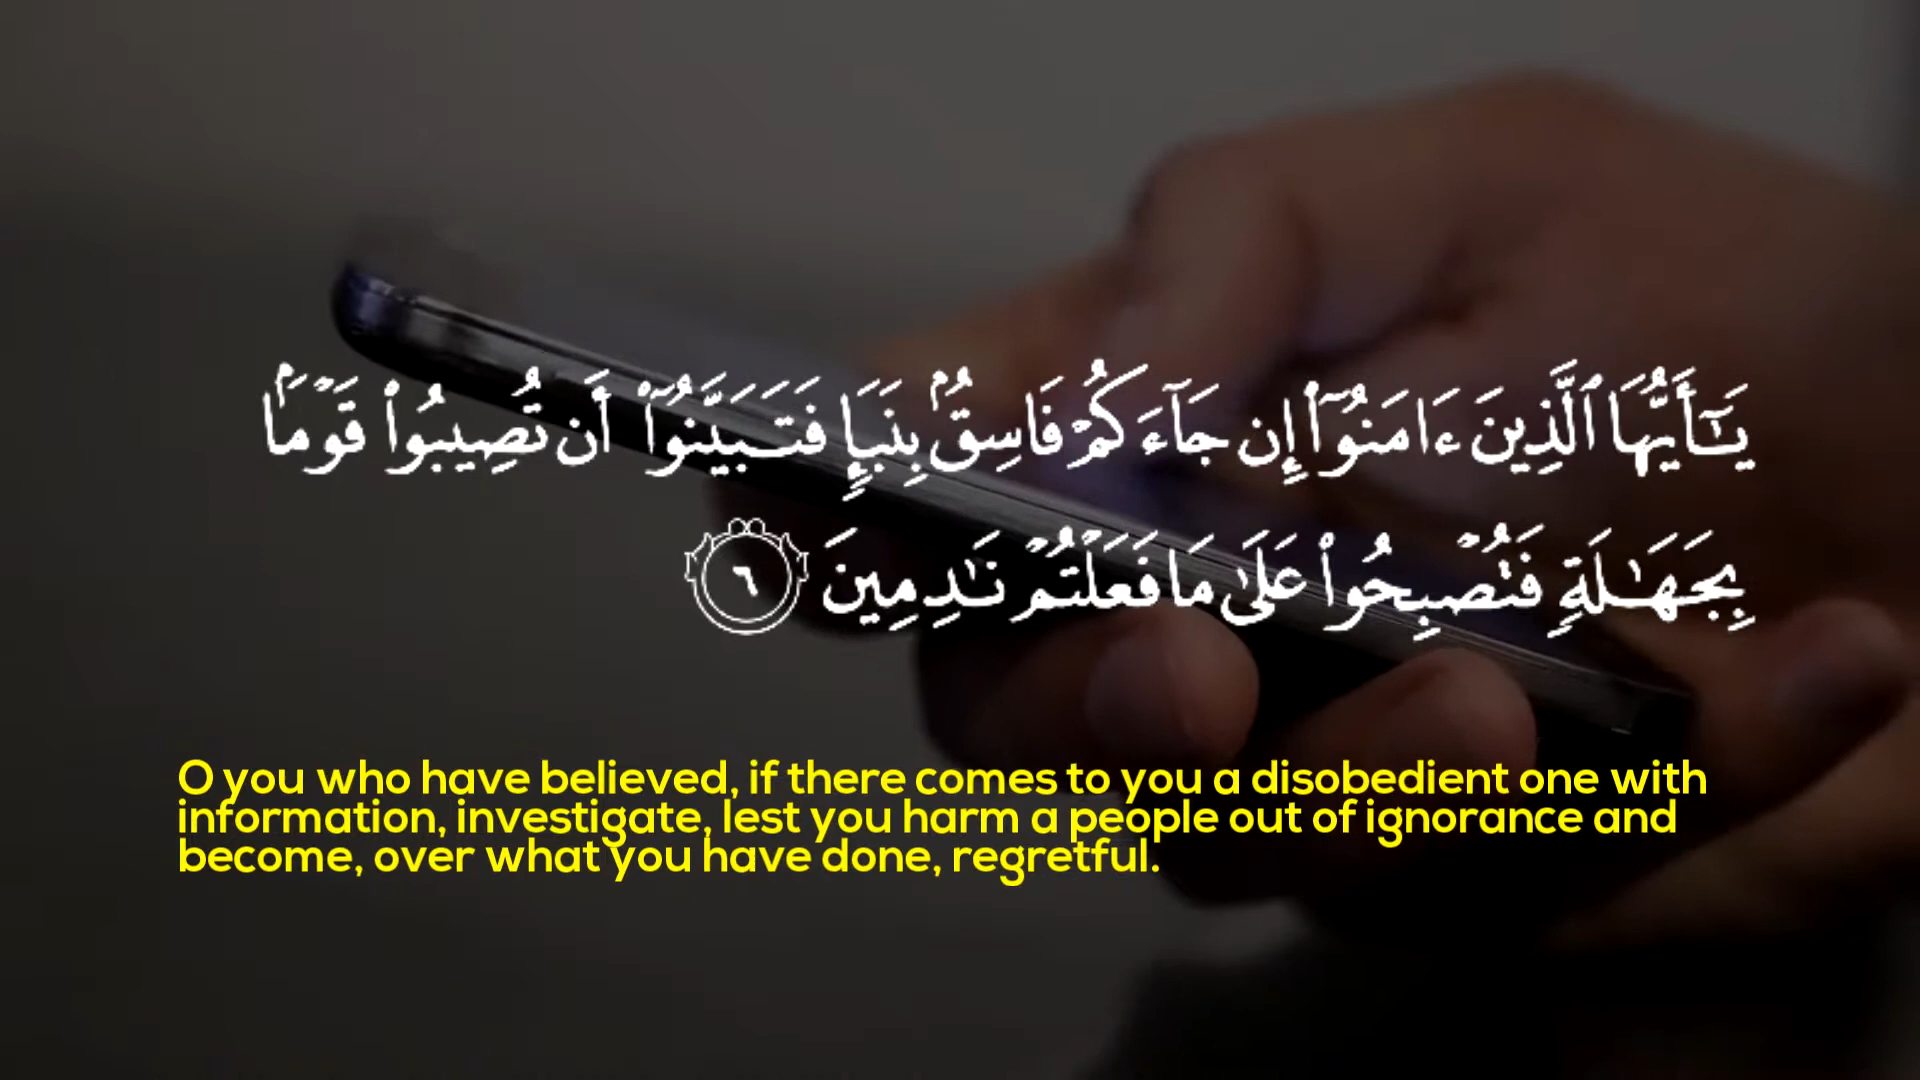 يَـٰٓأَيُّهَا ٱلَّذِينَ ءَامَنُوٓا۟ إِن جَآءَكُمْ فَاسِقٌۢ بِنَبَإٍ فَتَبَيَّنُوٓا۟ أَن تُصِيبُوا۟ قَوْمًۢا
بِجَهَـٰلَةٍ فَتُصْبِحُوا۟ عَلَىٰ مَا فَعَلْتُمْ نَـٰدِمِينَ ٦
O you who have believed, if there comes to you a disobedient one with
information, investigate, lest you harm a people out of ignorance and
become, over what you have done, regretful.